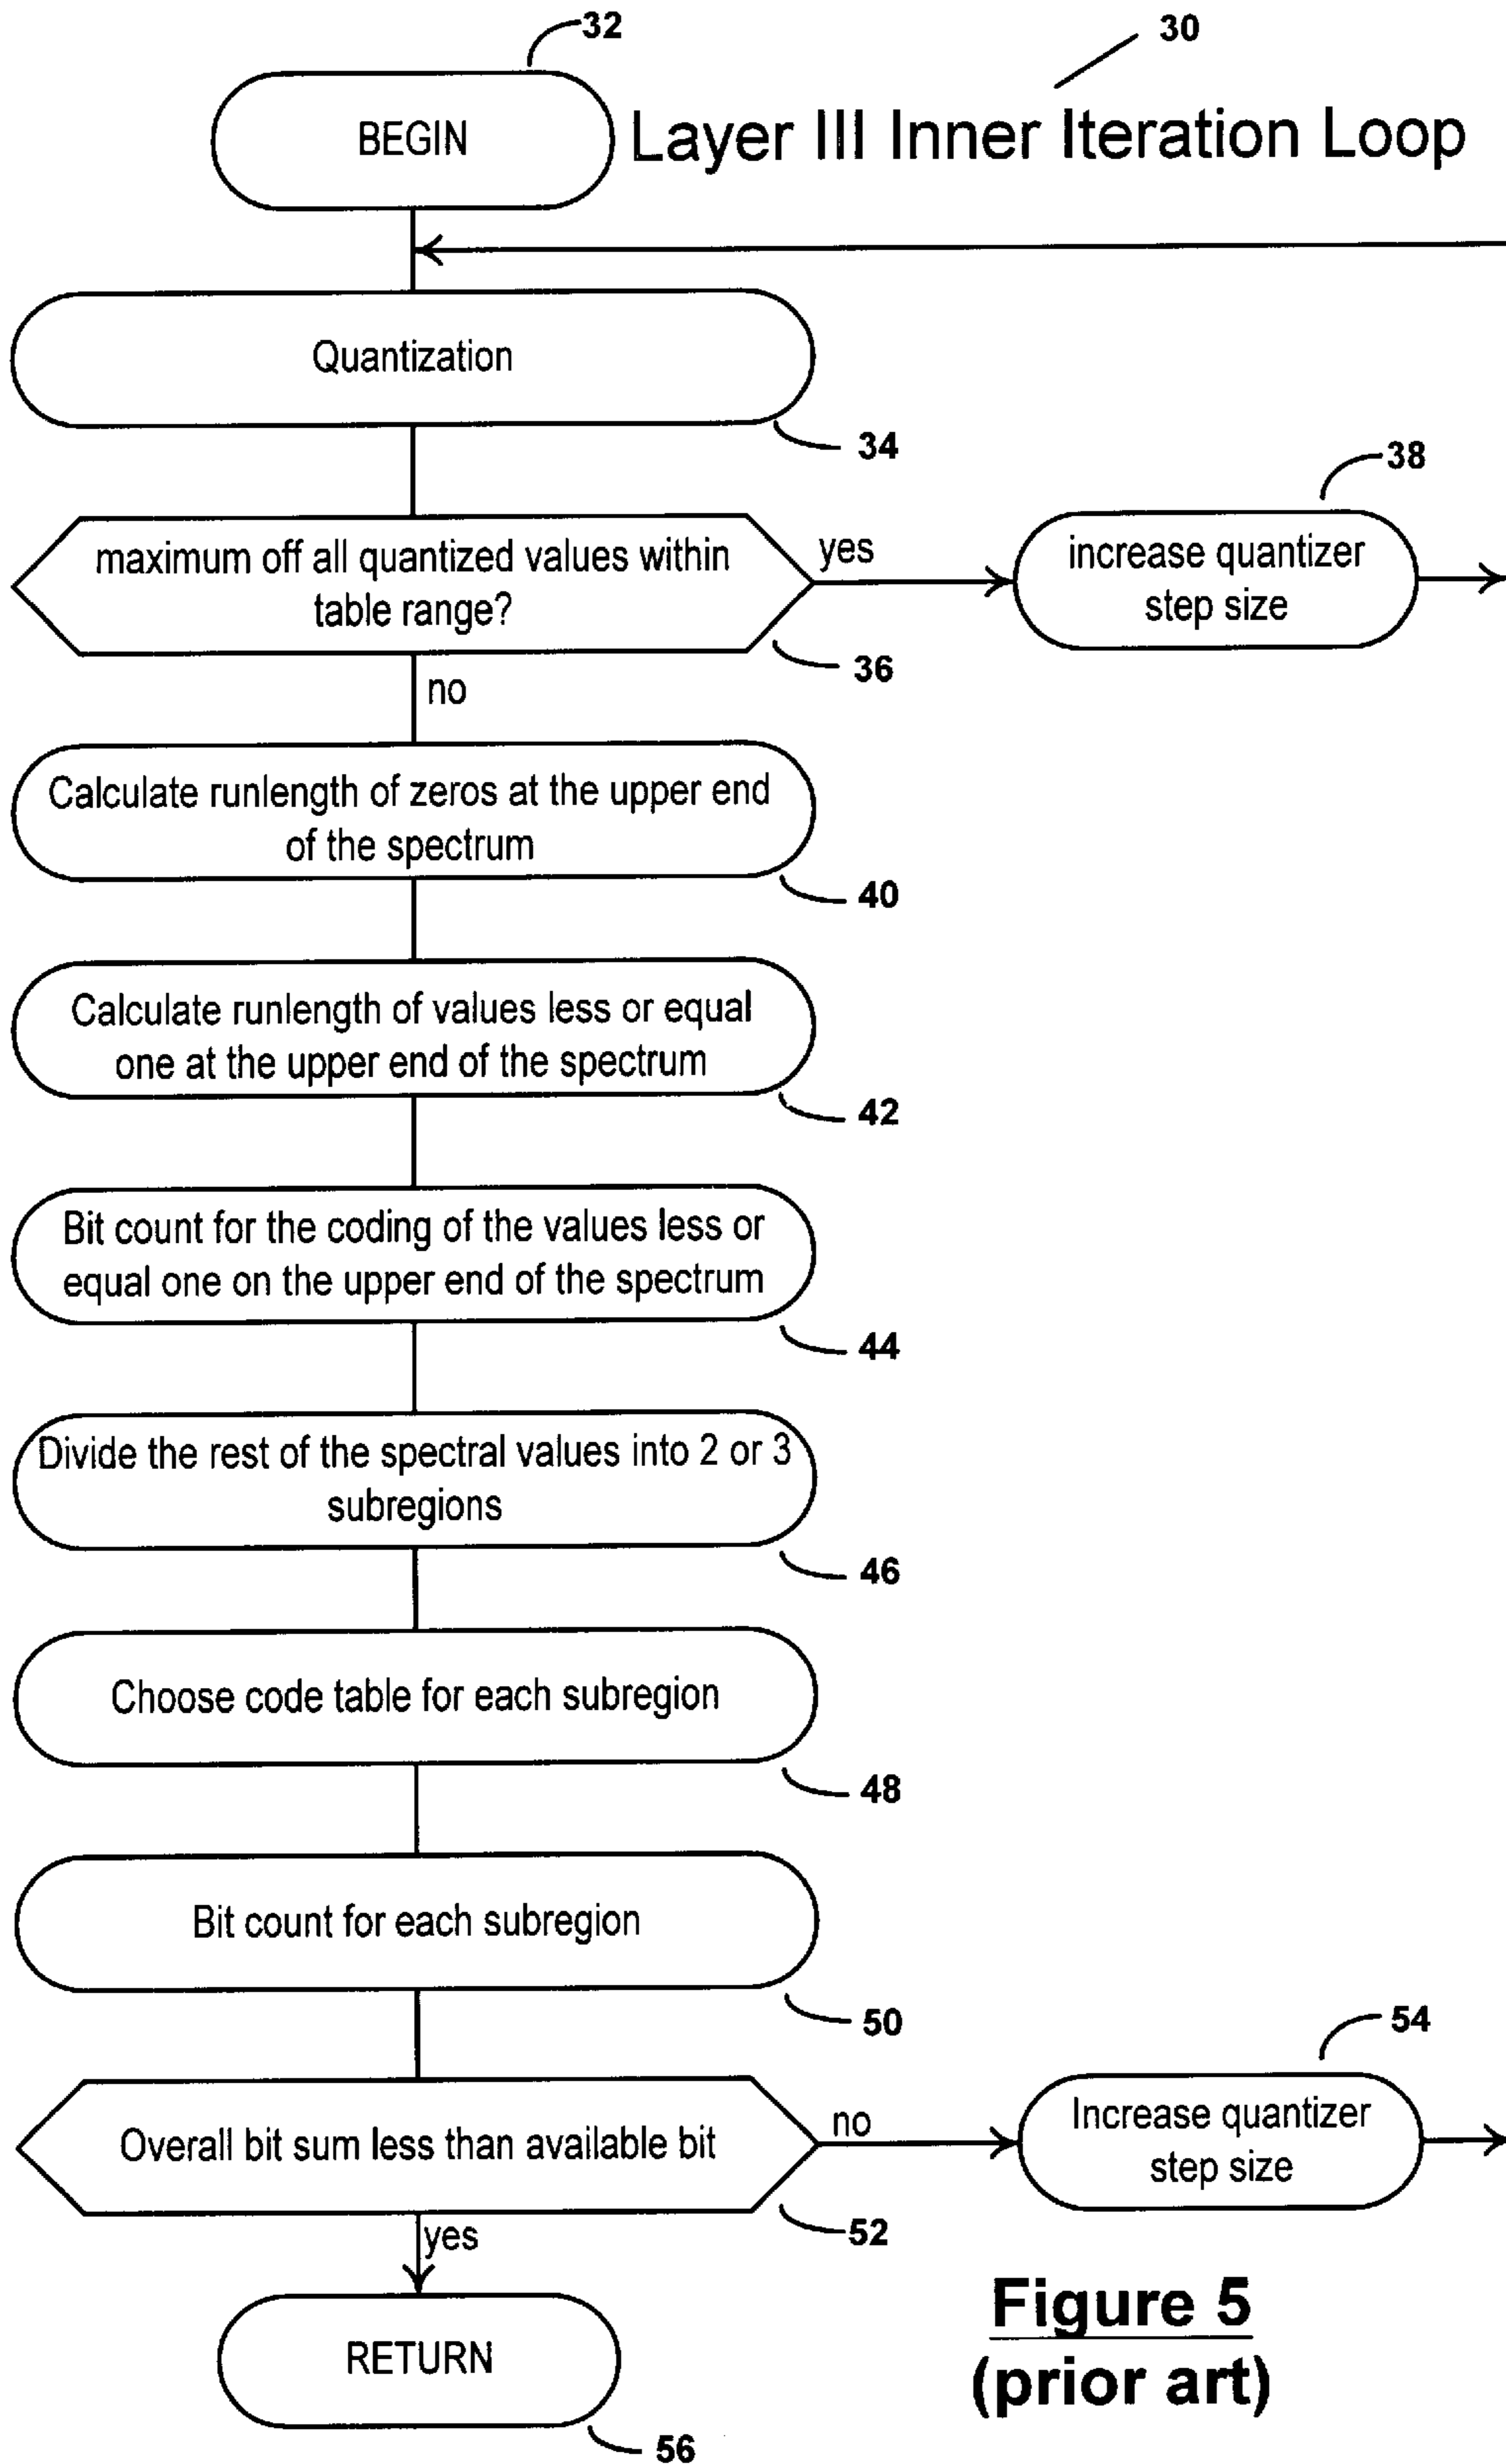 32
30
BEGIN
Layer III Inner Iteration Loop
Quantization
34
38
maximum off all quantized values within
table range?
yes
increase quantizer
step size
36
no
Calculate runlength of zeros at the upper end
of the spectrum
40
Calculate runlength of values less or equal
one at the upper end of the spectrum
42
Bit count for the coding of the values less or
equal one on the upper end of the spectrum
44
Divide the rest of the spectral values into 2 or 3
subregions
46
Choose code table for each subregion
48
Bit count for each subregion
50
54
Overall bit sum less than available bit
no
Increase quantizer
step size
52
yes
RETURN
56
Figure 5
(prior art)